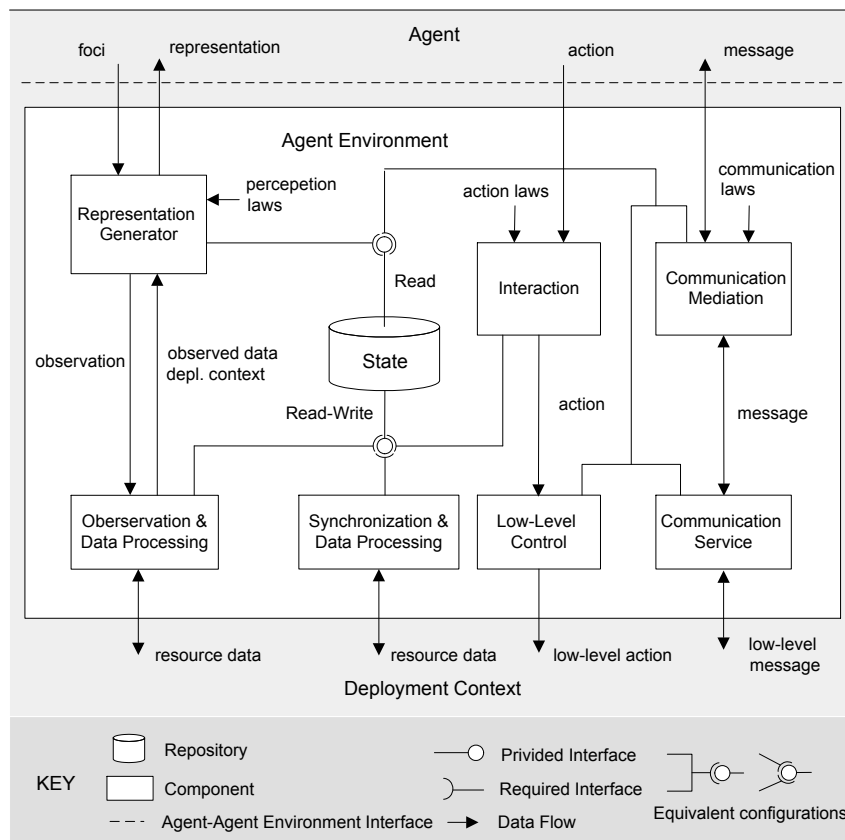 Agent
foci
representation
action
message
Agent Environment
percepetion
laws
action laws
communication
laws
Representation
Generator
Interaction
Communication
Mediation
Read
State
observation
observed data
depl. context
Read-Write
action
message
Oberservation &
Data Processing
Synchronization &
Data Processing
Low-Level
Control
Communication
Service
resource data
resource data
low-level action
low-level
message
Deployment Context
KEY
Repository
Component
Agent-Agent Environment Interface
Privided Interface
Required Interface
Data Flow
Equivalent configurations